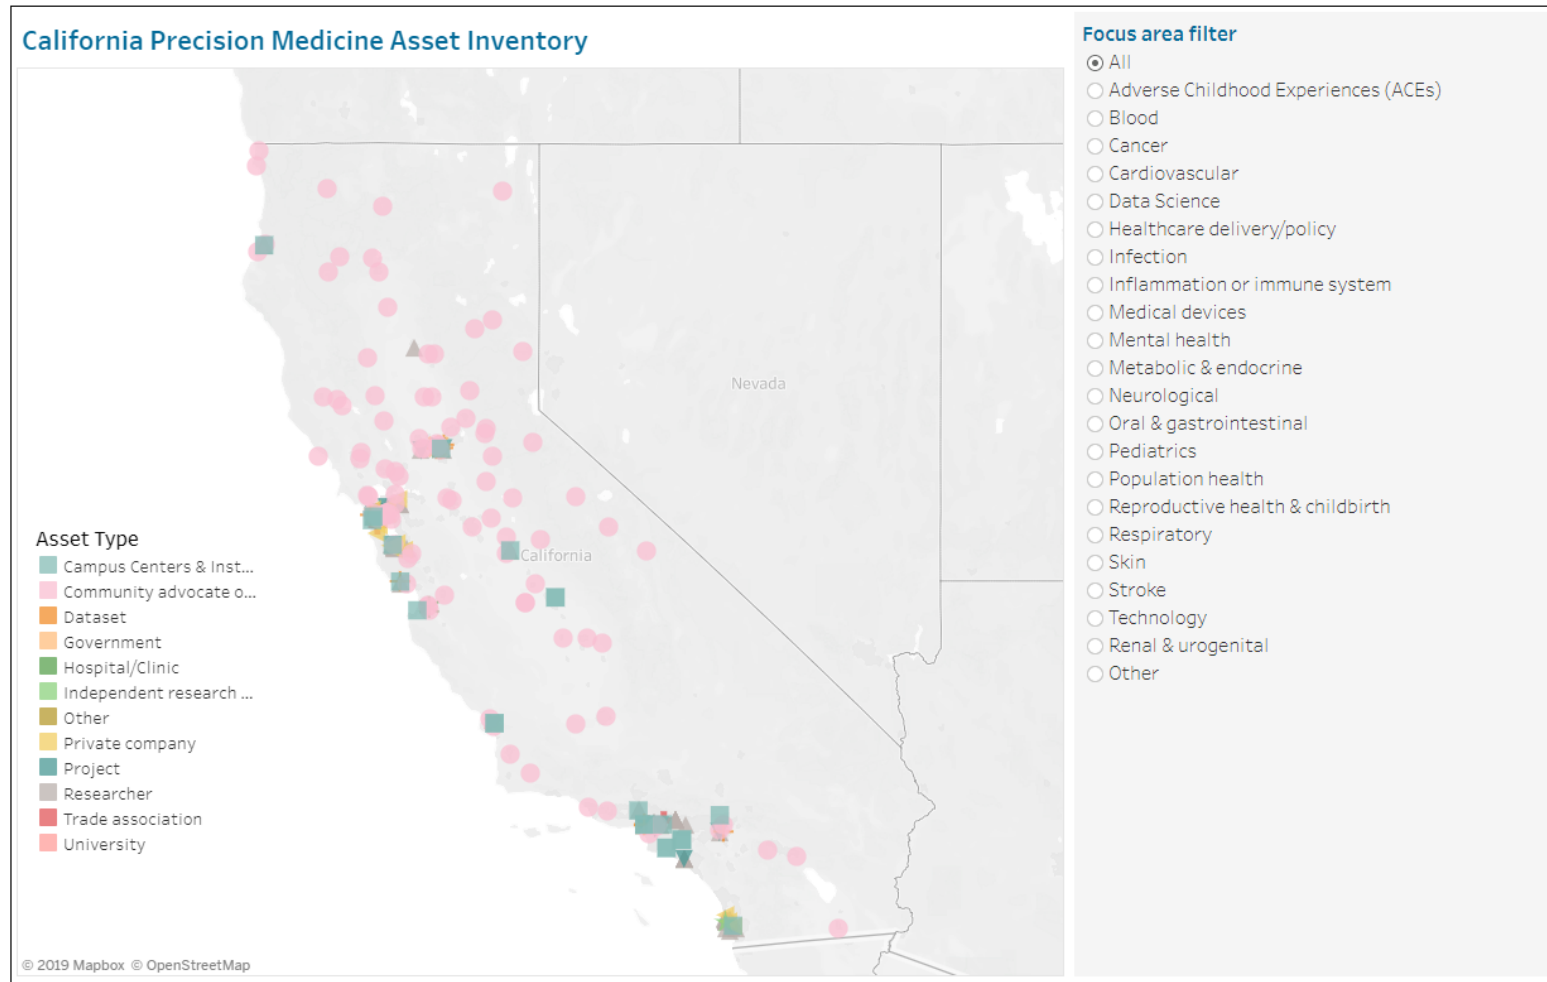 California Precision Medicine Asset Inventory
Nevada
California
Asset Type
Campus Centers & Inst...
Community advocate o...
Dataset
Government
Hospital/Clinic
Independent research ...
Other
Private company
Project
Researcher
Trade association
University
© 2019 Mapbox © OpenStreetMap
Focus area filter
All
Adverse Childhood Experiences (ACEs)
Blood
Cancer
Cardiovascular
Data Science
Healthcare delivery/policy
Infection
Inflammation or immune system
Medical devices
Mental health
Metabolic & endocrine
Neurological
Oral & gastrointestinal
Pediatrics
Population health
Reproductive health & childbirth
Respiratory
Skin
Stroke
Technology
Renal & urogenital
Other